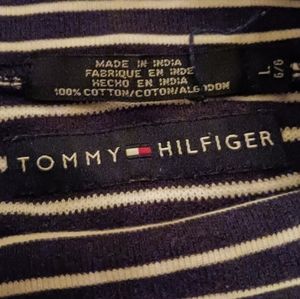 MADE IN INDIA
FABRIQUE EN INDE
HECHO EN INDIA
100% COTTON/COTON/ALGODON
L
G/G
TOMMY HILFIGER